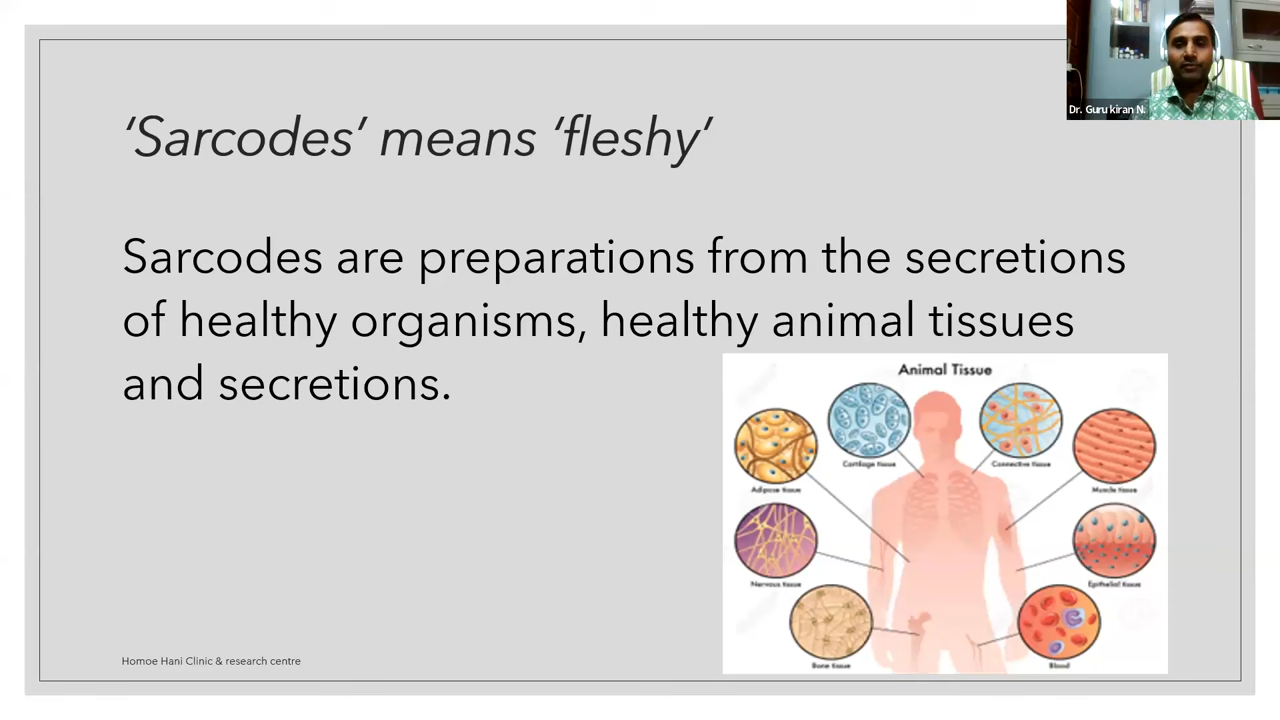 ‘Sarcodes’ means ‘fleshy’
Dr. Guru kiran N.
Sarcodes are preparations from the secretions
of healthy organisms, healthy animal tissues
and secretions.
Animal Tissue
Cartilage tissue
Connective tissue
Adipose tissue
Muscle tissue
Nervous tissue
Epithelial tissue
Bone tissue
Blood
Homoe Hani Clinic & research centre